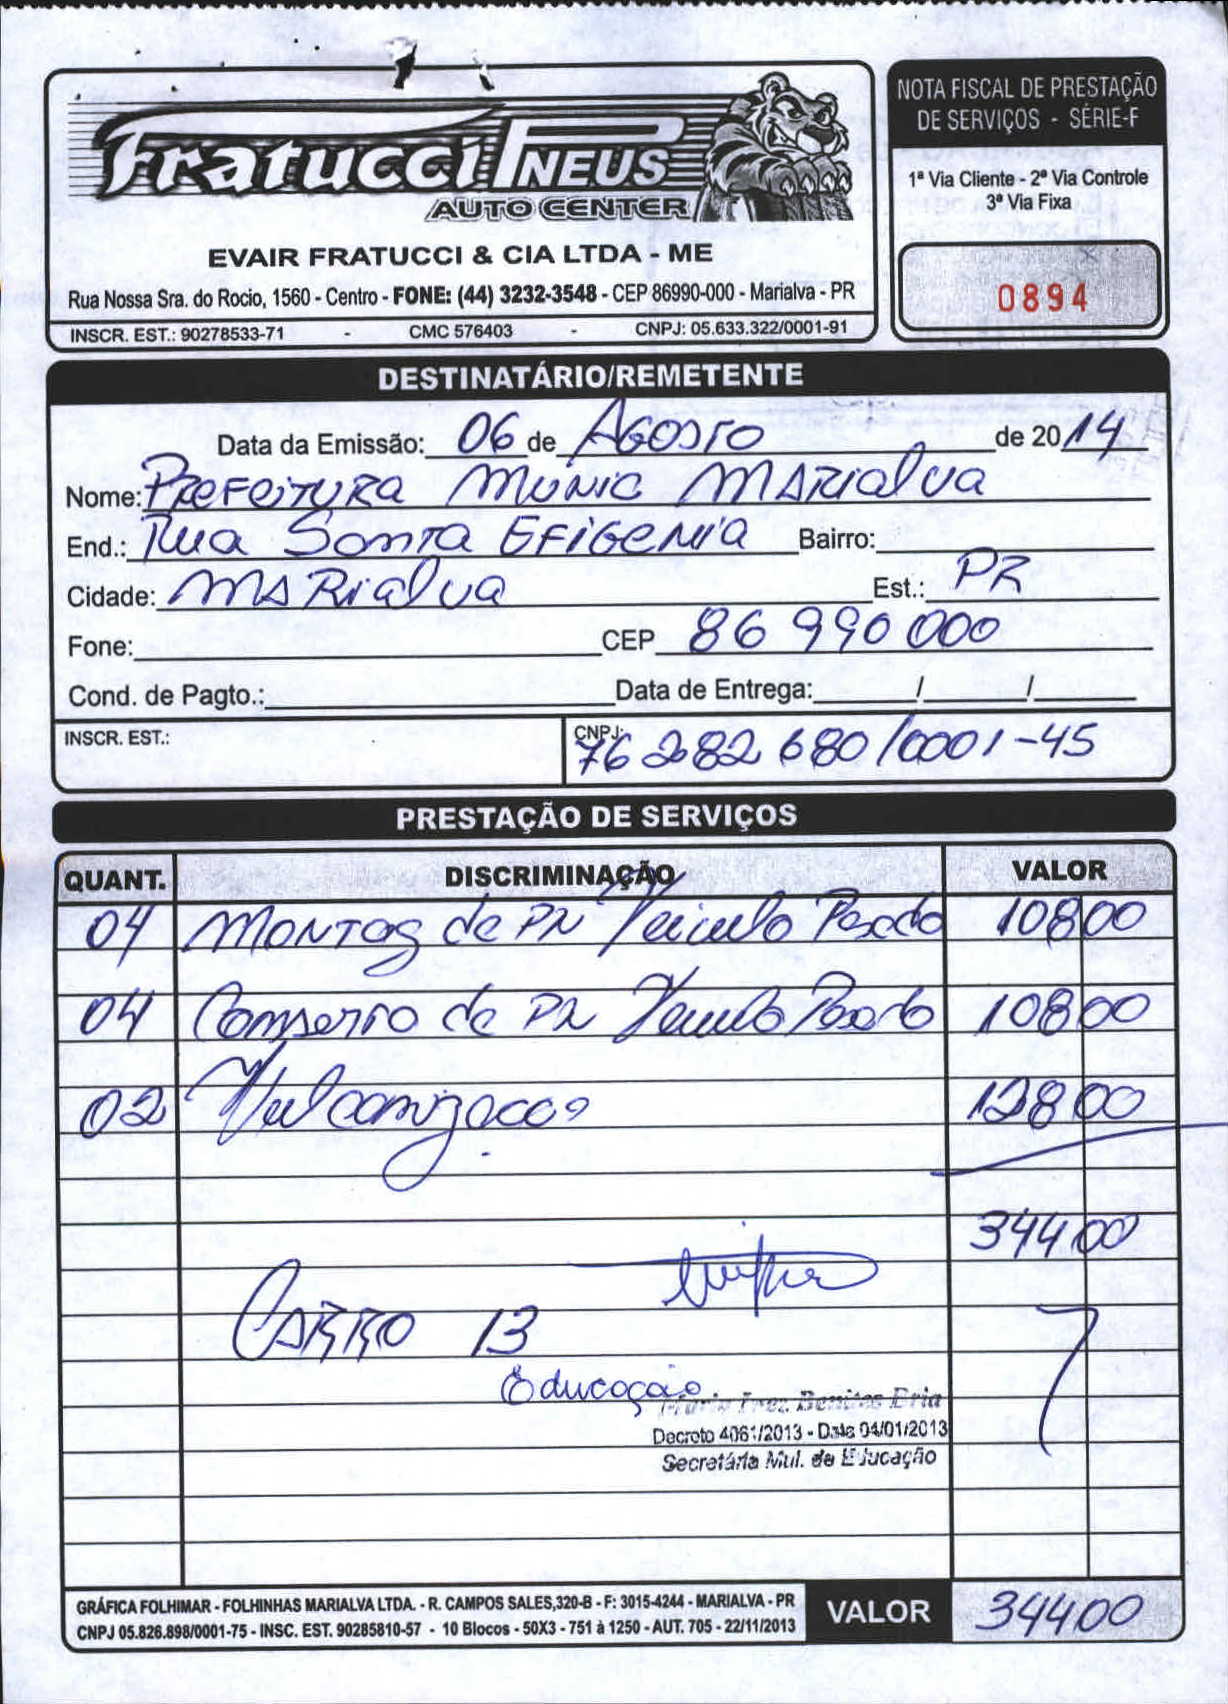 Fratucci PNEUS
AUTO CENTER
EVAIR FRATUCCI & CIA LTDA - ME
Rua Nossa Sra. do Rocio, 1560 - Centro - FONE: (44) 3232-3548 - CEP 86990-000 - Marialva - PR
INSCR. EST.: 90278533-71 - CMC 576403 - CNPJ: 05.633.322/0001-91
NOTA FISCAL DE PRESTAÇÃO
DE SERVIÇOS - SÉRIE-F
1ª Via Cliente - 2ª Via Controle
3ª Via Fixa
0894
DESTINATÁRIO/REMETENTE
Data da Emissão: 06 de AGOSTO de 2014
Nome: PREFEITURA MUNIC MARIALVA
End.: Rua Santa EFIGENIA Bairro:
Cidade: MARIALVA Est.: PR
Fone: CEP 86 990 000
Cond. de Pagto.: Data de Entrega: / /
INSCR. EST.: CNPJ: 76 282 680/0001-45
PRESTAÇÃO DE SERVIÇOS
QUANT. DISCRIMINAÇÃO VALOR
04 MONTAG de PN Veiculo Pesado 108 00
04 Conserto de PN Veiculo Pesado 108 00
02 Vulcanizacao 128 00
344 00
CARRO 13
Educação
Maria Inez Benites Bria
Decreto 4061/2013 - Data 04/01/2013
Secretária Mul. de Educação
GRÁFICA FOLHIMAR - FOLHINHAS MARIALVA LTDA. - R. CAMPOS SALES,320-B - F: 3015-4244 - MARIALVA - PR
CNPJ 05.826.898/0001-75 - INSC. EST. 90285810-57 - 10 Blocos - 50X3 - 751 à 1250 - AUT. 705 - 22/11/2013
VALOR 344 00